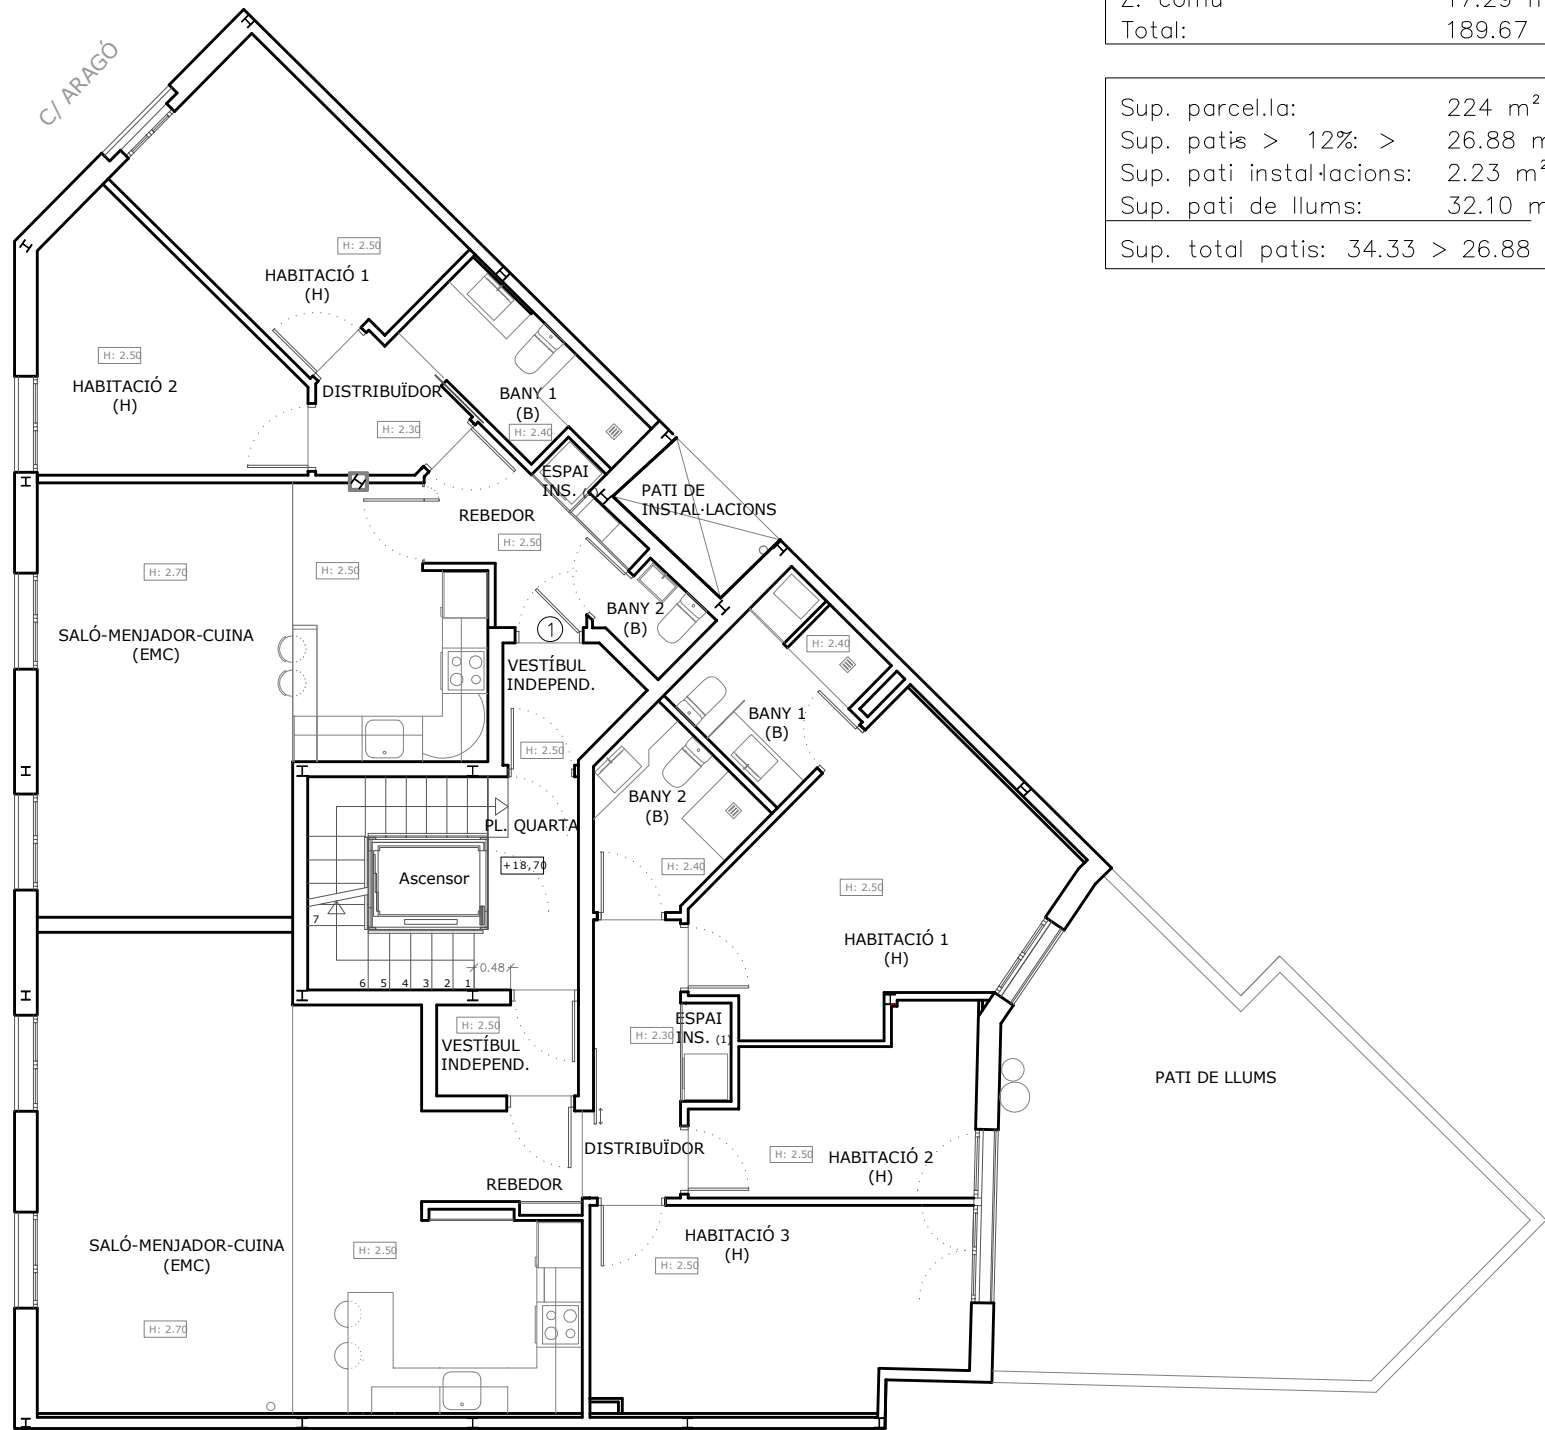 Z. comú 17.29
Total: 189.67
Sup. parcel.la: 224 m²
Sup. patis > 12%: > 26.88 m
Sup. pati instal·lacions: 2.23 m²
Sup. pati de llums: 32.10 m
Sup. total patis: 34.33 > 26.88
C/ ARAGÓ
H: 2.50
HABITACIÓ 1
(H)
H: 2.50
HABITACIÓ 2
(H)
DISTRIBUÏDOR
H: 2.30
BANY 1
(B)
H: 2.40
ESPAI
INS.
PATI DE
INSTAL·LACIONS
REBEDOR
H: 2.50
H: 2.70
H: 2.50
SALÓ-MENJADOR-CUINA
(EMC)
BANY 2
(B)
1
VESTÍBUL
INDEPEND.
H: 2.50
H: 2.40
BANY 1
(B)
BANY 2
(B)
H: 2.40
PL. QUARTA
+18,70
Ascensor
7
6 5 4 3 2 1
0.48
H: 2.50
HABITACIÓ 1
(H)
H: 2.50
VESTÍBUL
INDEPEND.
H: 2.30
ESPAI
INS. (1)
PATI DE LLUMS
DISTRIBUÏDOR
H: 2.50
HABITACIÓ 2
(H)
REBEDOR
HABITACIÓ 3
(H)
H: 2.50
SALÓ-MENJADOR-CUINA
(EMC)
H: 2.50
H: 2.70